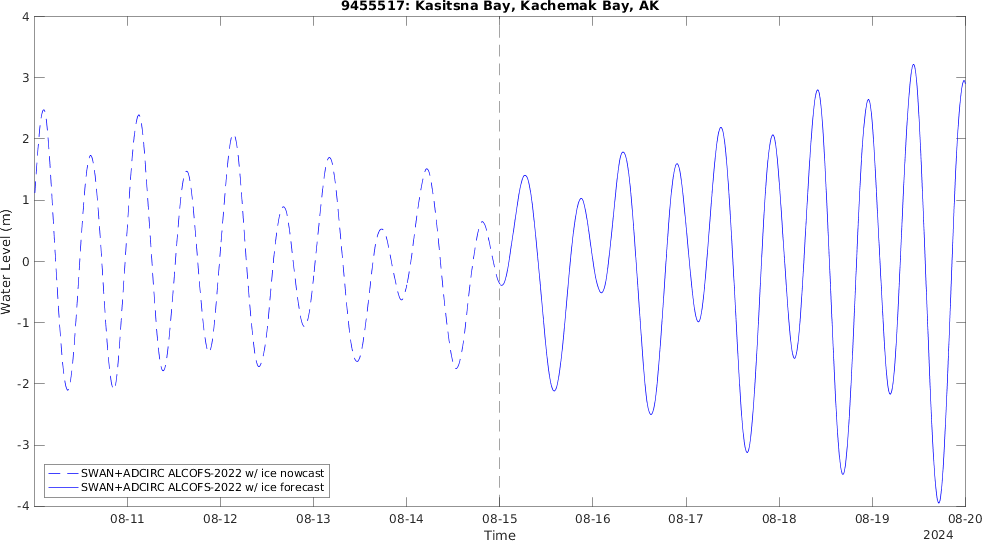 9455517: Kasitsna Bay, Kachemak Bay, AK
4
3
2
1
0
-1
-2
-3
-4
Water Level (m)
SWAN+ADCIRC ALCOFS-2022 w/ ice nowcast
SWAN+ADCIRC ALCOFS-2022 w/ ice forecast
08-11 08-12 08-13 08-14 08-15 08-16 08-17 08-18 08-19 08-20
Time
2024